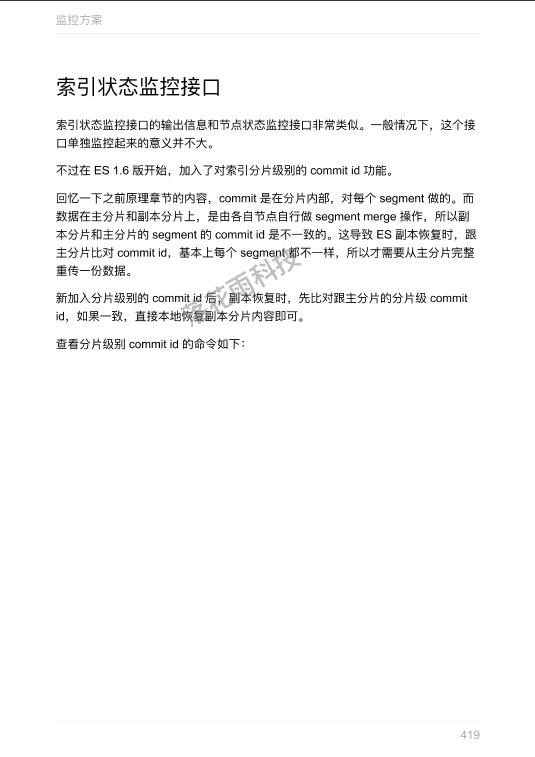 监控方案
索引状态监控接口
索引状态监控接口的输出信息和节点状态监控接口非常类似。一般情况下，这个接
口单独监控起来的意义并不大。
不过在 ES 1.6 版开始，加入了对索引分片级别的 commit id 功能。
回忆一下之前原理章节的内容，commit 是在分片内部，对每个 segment 做的。而
数据在主分片和副本分片上，是由各自节点自行做 segment merge 操作，所以副
本分片和主分片的 segment 的 commit id 是不一致的。这导致 ES 副本恢复时，跟
主分片比对 commit id，基本上每个 segment 都不一样，所以才需要从主分片完整
重传一份数据。
新加入分片级别的 commit id 后，副本恢复时，先比对跟主分片的分片级 commit
id，如果一致，直接本地恢复副本分片内容即可。
查看分片级别 commit id 的命令如下：
落花雨科技
419